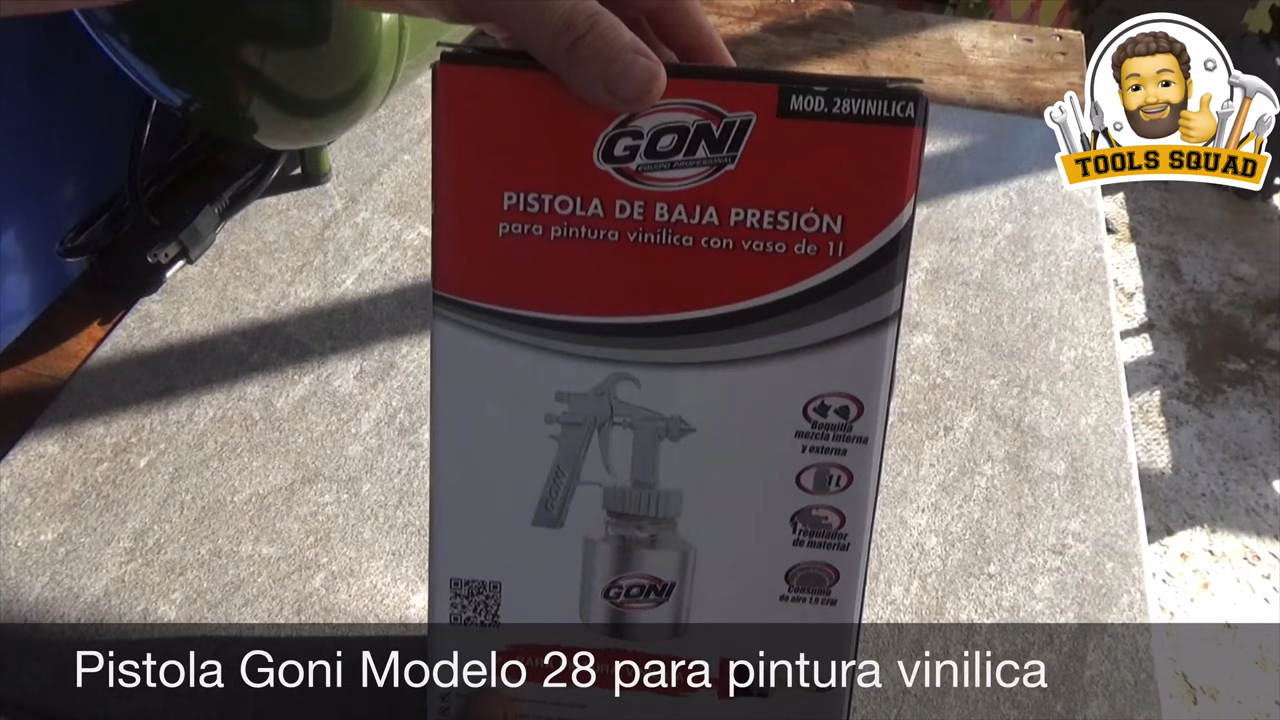 MOD. 28VINILICA
GONI
EQUIPO PROFESIONAL
PISTOLA DE BAJA PRESIÓN
para pintura vinilica con vaso de 1l
TOOLS SQUAD
Boquilla
mezcla interna
y externa
1L
GONI
1 regulador
de material
GONI
Consumo
de aire 1.9 CFM
Pistola Goni Modelo 28 para pintura vinilica